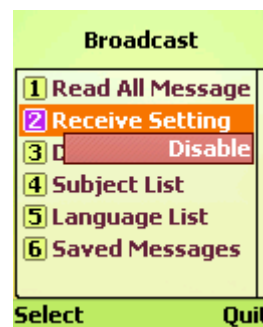 Broadcast
1 Read All Message
2 Receive Setting
3 D
Disable
4 Subject List
5 Language List
6 Saved Messages
Select Quit